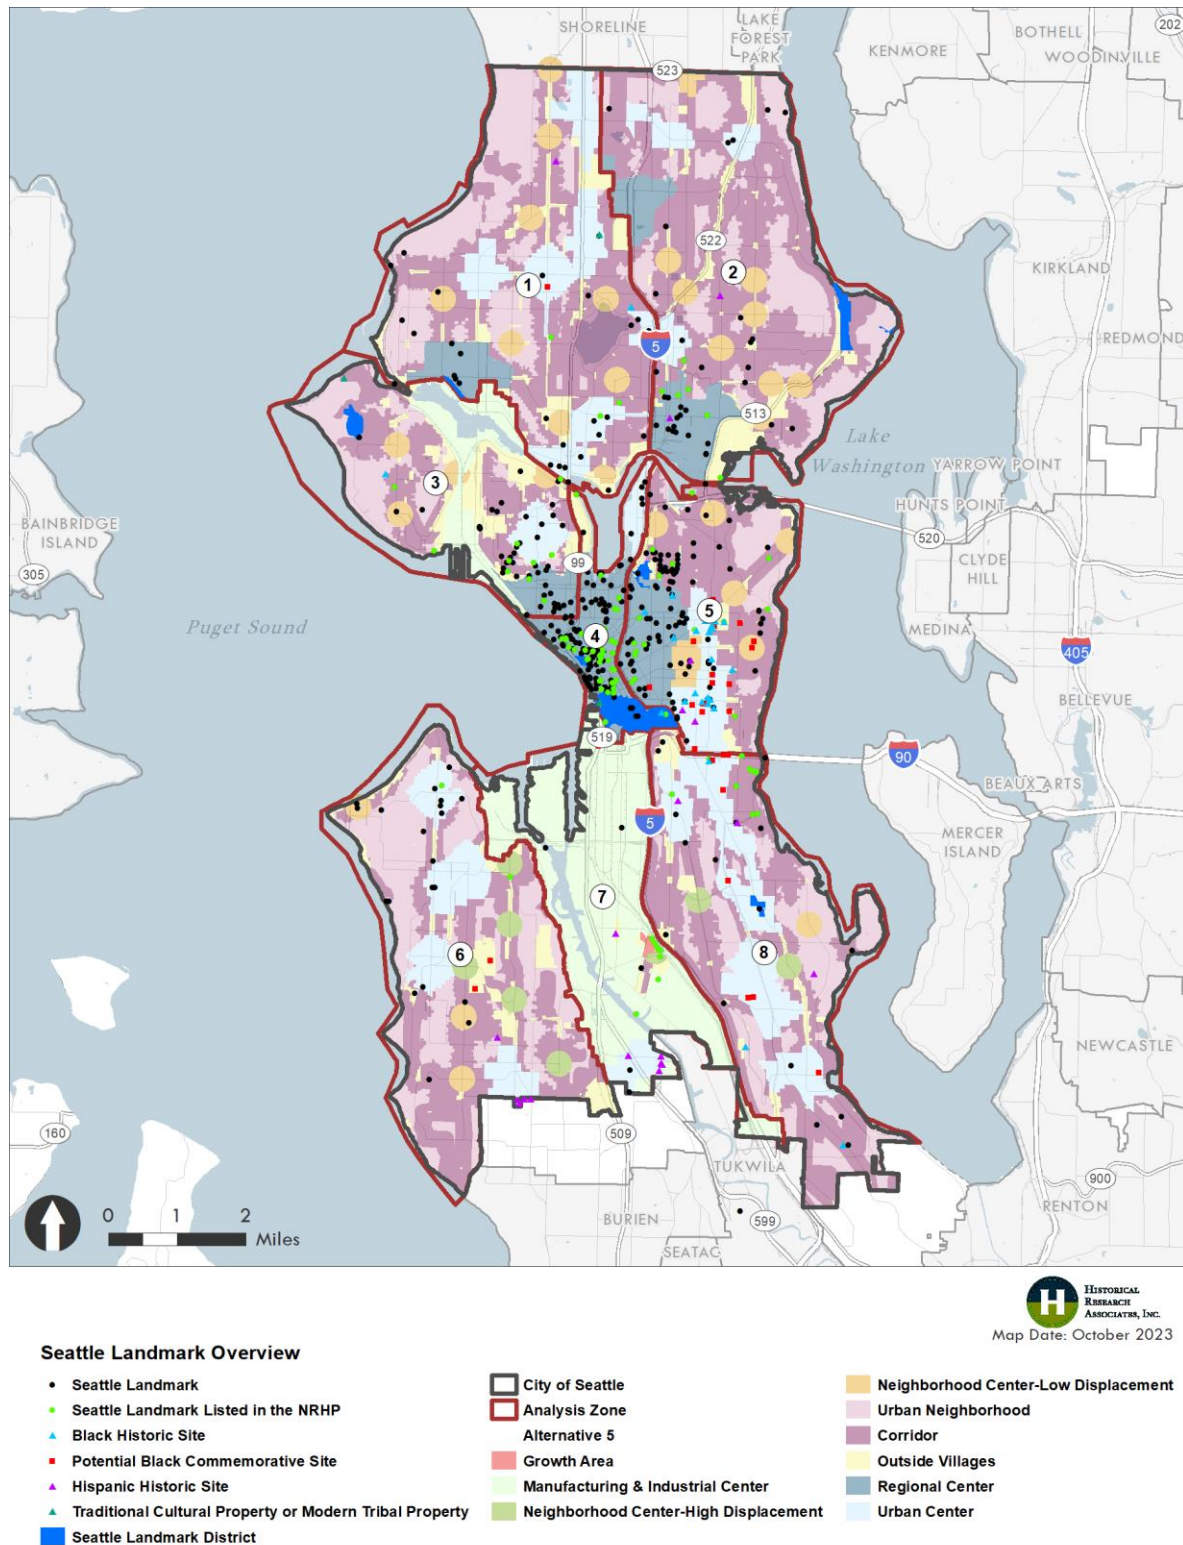 SHORELINE
LAKE
FOREST
PARK
BOTHELL
KENMORE
WOODINVILLE
202
523
522
1
2
KIRKLAND
REDMOND
5
513
Lake
Washington
YARROW POINT
3
HUNTS POINT
520
BAINBRIDGE
ISLAND
305
99
CLYDE
HILL
5
MEDINA
Puget Sound
4
405
BELLEVUE
519
90
BEAUX ARTS
5
MERCER
ISLAND
7
6
8
NEWCASTLE
160
509
TUKWILA
900
RENTON
BURIEN
599
SEATAC
0 1 2
Miles
H
HISTORICAL
RESEARCH
ASSOCIATES, INC.
Map Date: October 2023
Seattle Landmark Overview
Seattle Landmark
Seattle Landmark Listed in the NRHP
Black Historic Site
Potential Black Commemorative Site
Hispanic Historic Site
Traditional Cultural Property or Modern Tribal Property
Seattle Landmark District
City of Seattle
Analysis Zone
Alternative 5
Growth Area
Manufacturing & Industrial Center
Neighborhood Center-High Displacement
Neighborhood Center-Low Displacement
Urban Neighborhood
Corridor
Outside Villages
Regional Center
Urban Center